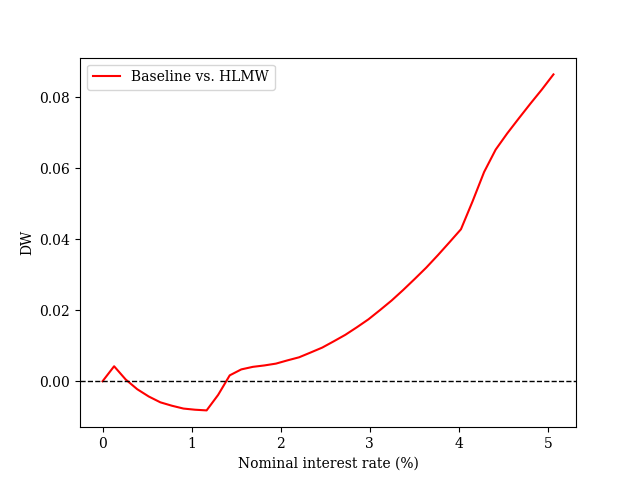 Baseline vs. HLMW
0.08
0.06
0.04
0.02
0.00
DW
0 1 2 3 4 5
Nominal interest rate (%)